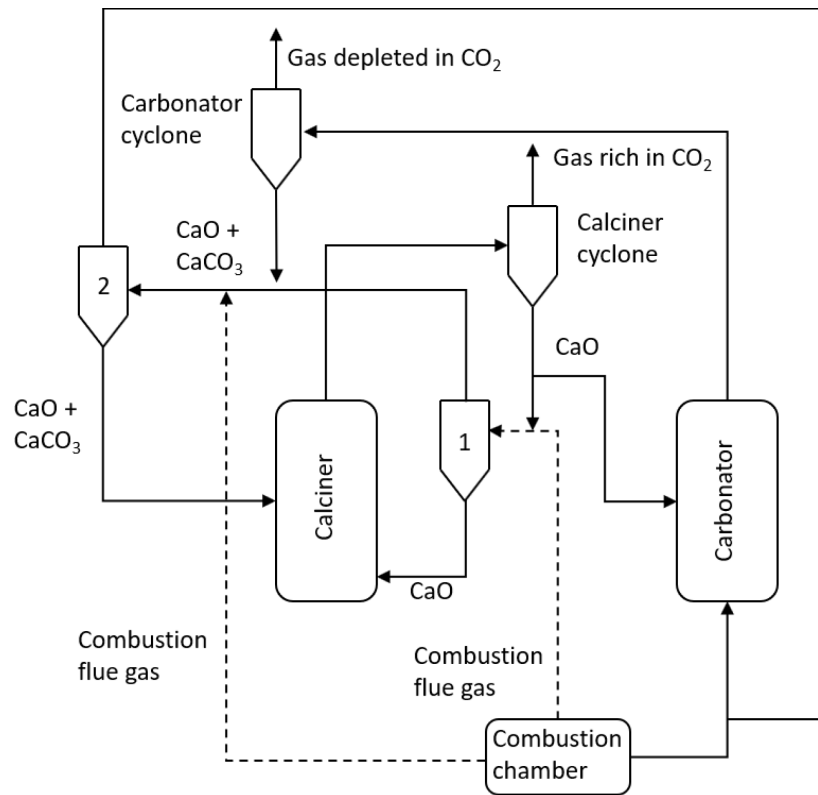 Gas depleted in CO₂
Carbonator
cyclone
Gas rich in CO₂
Calciner
cyclone
CaO +
CaCO₃
2
CaO
CaO +
CaCO₃
1
Calciner
Carbonator
CaO
Combustion
flue gas
Combustion
flue gas
Combustion
chamber